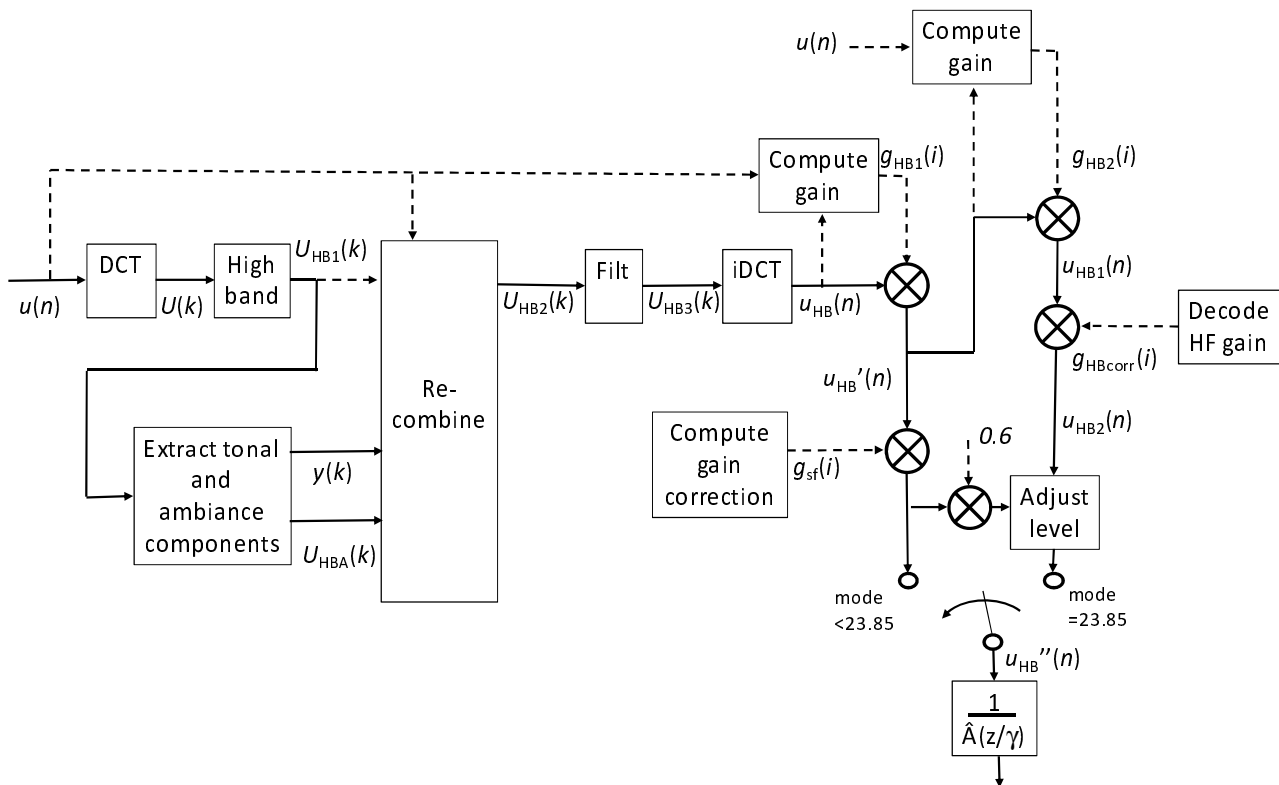 u(n)
Compute
gain
g_HB2(i)
Compute
gain
g_HB1(i)
u(n)
DCT
U(k)
High
band
U_HB1(k)
Re-
combine
U_HB2(k)
Filt
U_HB3(k)
iDCT
u_HB(n)
u_HB1(n)
Decode
HF gain
g_HBcorr(i)
u_HB'(n)
u_HB2(n)
Extract tonal
and
ambiance
components
y(k)
U_HBA(k)
Compute
gain
correction
g_sf(i)
0.6
Adjust
level
mode
<23.85
mode
=23.85
u_HB''(n)
1
Â(z/γ)